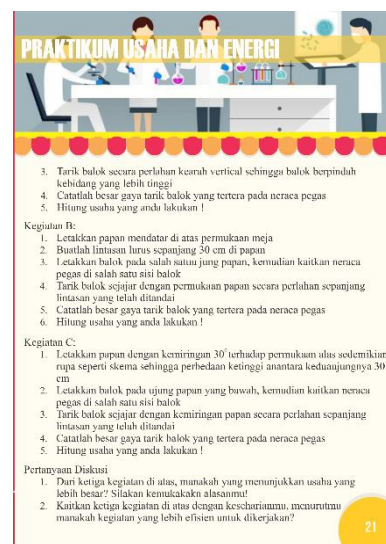 PRAKTIKUM USAHA DAN ENERGI
3. Tarik balok secara perlahan kearah vertical sehingga balok berpindah
kebidang yang lebih tinggi
4. Catatlah besar gaya tarik balok yang tertera pada neraca pegas
5. Hitung usaha yang anda lakukan !
Kegiatan B:
1. Letakkan papan mendatar di atas permukaan meja
2. Buatlah lintasan lurus sepanjang 30 cm di papan
3. Letakkan balok pada salah satuu jung papan, kemudian kaitkan neraca
pegas di salah satu sisi balok
4. Tarik balok sejajar dengan permukaan papan secara perlahan sepanjang
lintasan yang telah ditandai
5. Catatlah besar gaya tarik balok yang tertera pada neraca pegas
6. Hitung usaha yang anda lakukan !
Kegiatan C:
1. Letakkan papan dengan kemiringan 30° terhadap permukaan alas sedemikian
rupa seperti skema sehingga perbedaan ketinggi anantara keduaujungnya 30
cm
2. Letakkan balok pada ujung papan yang bawah, kemudian kaitkan neraca
pegas di salah satu sisi balok
3. Tarik balok sejajar dengan kemiringan papan secara perlahan sepanjang
lintasan yang telah ditandai
4. Catatlah besar gaya tarik balok yang tertera pada neraca pegas
5. Hitung usaha yang anda lakukan !
Pertanyaan Diskusi
1. Dari ketiga kegiatan di atas, manakah yang menunjukkan usaha yang
lebih besar? Silakan kemukakakn alasanmu!
2. Kaitkan ketiga kegiatan di atas dengan keseharianmu, menurutmu
manakah kegiatan yang lebih efisien untuk dikerjakan?
21